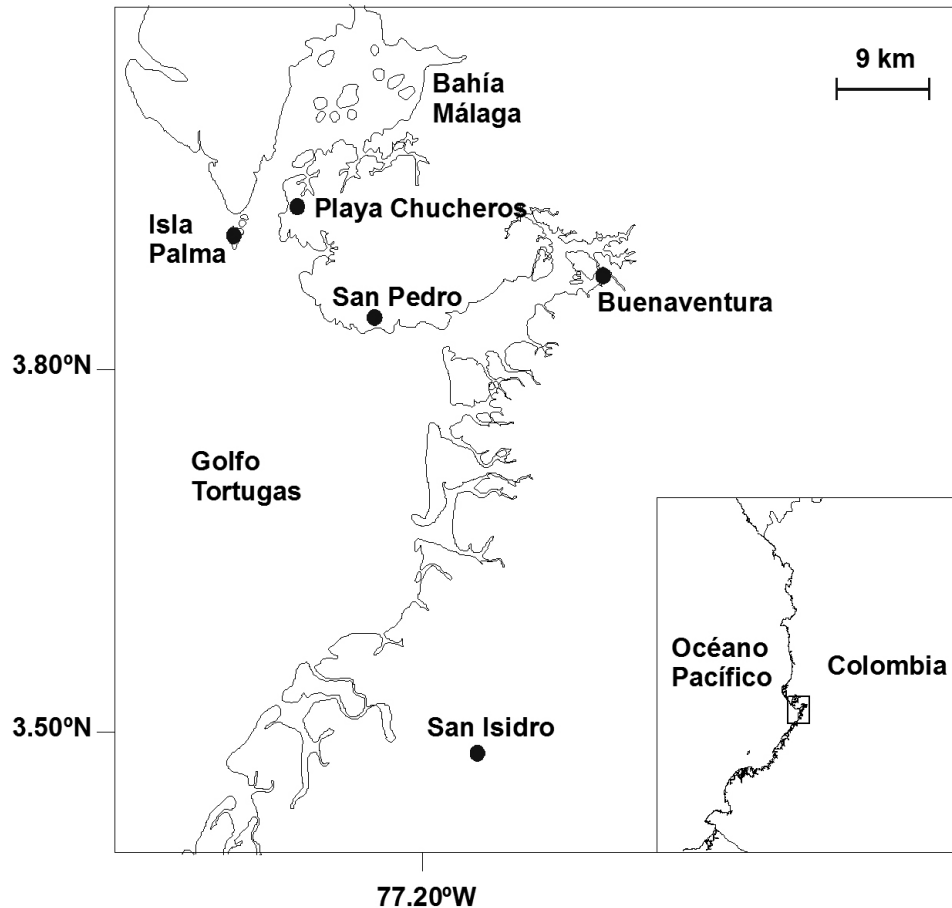 9 km
Bahía
Málaga
Playa Chucheros
Isla
Palma
San Pedro
Buenaventura
3.80ºN
Golfo
Tortugas
Océano
Pacífico
Colombia
San Isidro
3.50ºN
77.20ºW